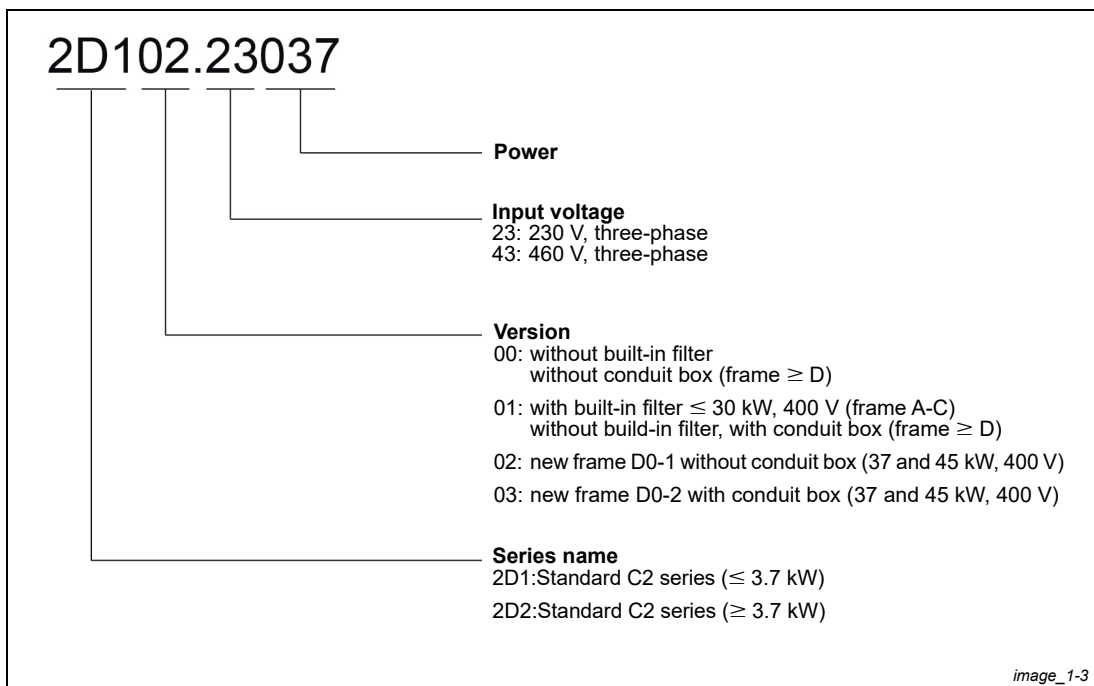 2D102.23037
Power
Input voltage
23: 230 V, three-phase
43: 460 V, three-phase
Version
00: without built-in filter
without conduit box (frame ≥ D)
01: with built-in filter ≤ 30 kW, 400 V (frame A-C)
without build-in filter, with conduit box (frame ≥ D)
02: new frame D0-1 without conduit box (37 and 45 kW, 400 V)
03: new frame D0-2 with conduit box (37 and 45 kW, 400 V)
Series name
2D1:Standard C2 series (≤ 3.7 kW)
2D2:Standard C2 series (≥ 3.7 kW)
image_1-3